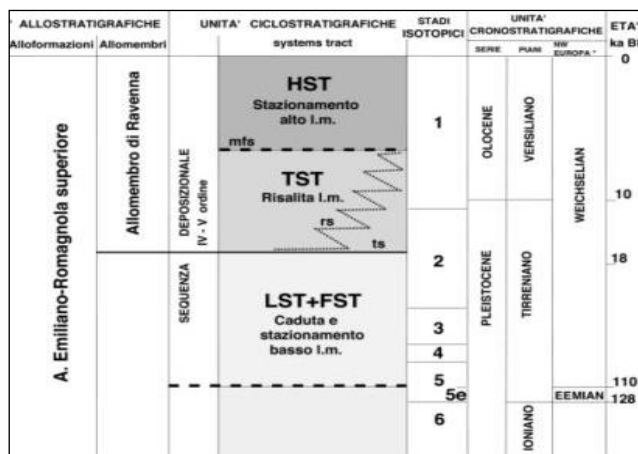 ' ALLOSTRATIGRAFICHE
Alloformazioni
Allomembri
UNITA' CICLOSTRATIGRAFICHE
systems tract
STADI
ISOTOPICI
UNITA'
CRONOSTRATIGRAFICHE
SERIE
PIANI
NW
EUROPA *
ETA'
ka BP
A. Emiliano-Romagnola superiore
Allomembro di Ravenna
SEQUENZA DEPOSIZIONALE
IV - V ordine
HST
Stazionamento
alto l.m.
mfs
TST
Risalita l.m.
rs
ts
LST+FST
Caduta e
stazionamento
basso l.m.
1
2
3
4
5
5e
6
OLOCENE
PLEISTOCENE
VERSILIANO
TIRRENIANO
IONIANO
WEICHSELIAN
EEMIAN
0
10
18
110
128